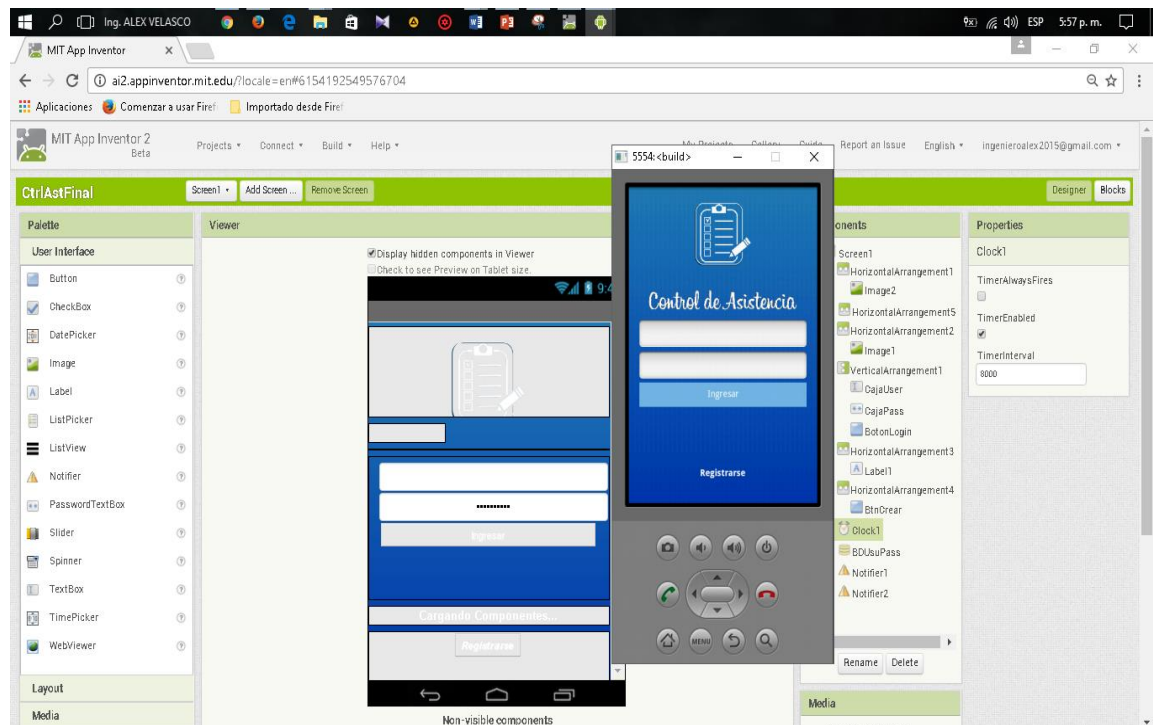 Ing. ALEX VELASCO
ESP 5:57 p. m.
MIT App Inventor
ai2.appinventor.mit.edu/?locale=en#6154192549576704
Aplicaciones Comenzar a usar Firef Importado desde Firef
MIT App Inventor 2
Beta
Projects Connect Build Help
Report an Issue English ingenieroalex2015@gmail.com
5554:<build>
CtrlAstFinal
Screen1 Add Screen ... Remove Screen
Designer Blocks
Palette
User Interface
Button
CheckBox
DatePicker
Image
Label
ListPicker
ListView
Notifier
PasswordTextBox
Slider
Spinner
TextBox
TimePicker
WebViewer
Layout
Media
Viewer
Display hidden components in Viewer
Check to see Preview on Tablet size.
9:4
Ingresar
Cargando Componentes...
Registrarse
Non-visible components
Control de Asistencia
Ingresar
Registrarse
MENU
onents
Screen1
HorizontalArrangement1
Image2
HorizontalArrangement5
HorizontalArrangement2
Image1
VerticalArrangement1
CajaUser
CajaPass
BotonLogin
HorizontalArrangement3
Label1
HorizontalArrangement4
BtnCrear
Clock1
BDUsuPass
Notifier1
Notifier2
Rename Delete
Media
Properties
Clock1
TimerAlwaysFires
TimerEnabled
TimerInterval
8000